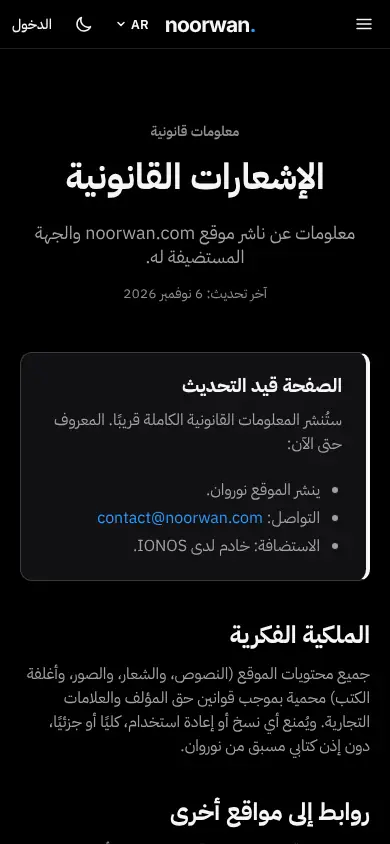 noorwan. AR الدخول
معلومات قانونية
الإشعارات القانونية
معلومات عن ناشر موقع noorwan.com والجهة
المستضيفة له.
آخر تحديث: 6 نوفمبر 2026
الصفحة قيد التحديث
ستُنشر المعلومات القانونية الكاملة قريبًا. المعروف
حتى الآن:
ينشر الموقع نوروان.
التواصل: contact@noorwan.com
الاستضافة: خادم لدى IONOS.
الملكية الفكرية
جميع محتويات الموقع (النصوص، والشعار، والصور، وأغلفة
الكتب) محمية بموجب قوانين حق المؤلف والعلامات
التجارية. ويُمنع أي نسخ أو إعادة استخدام، كليًا أو جزئيًا،
دون إذن كتابي مسبق من نوروان.
روابط إلى مواقع أخرى